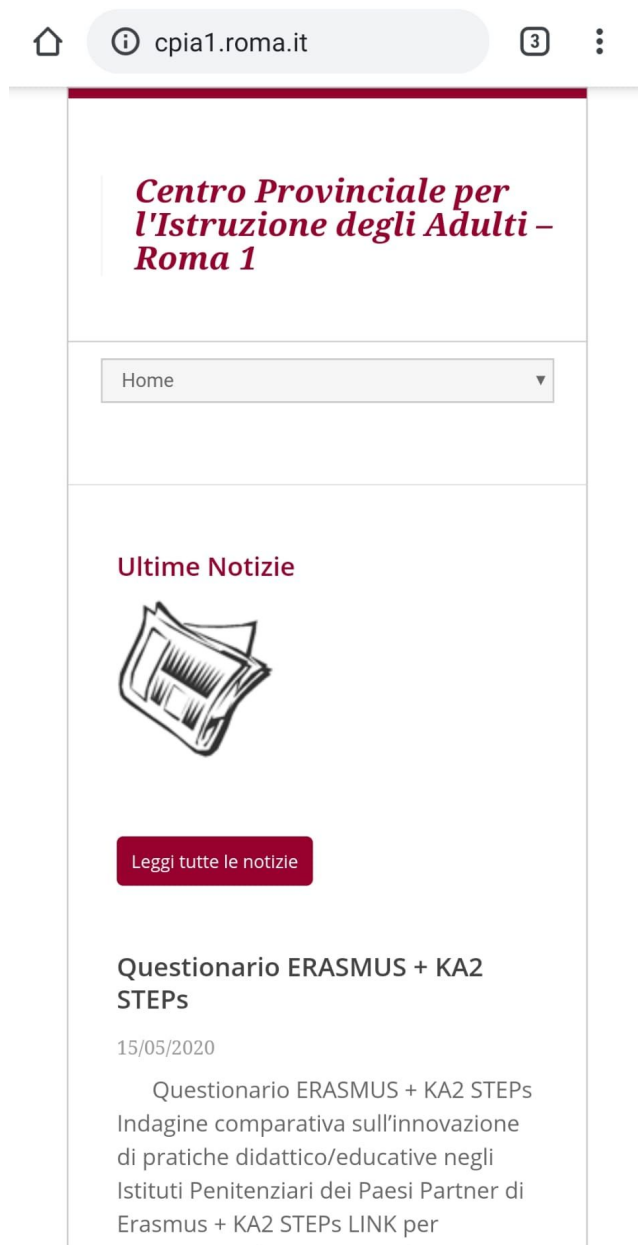 cpia1.roma.it
3
Centro Provinciale per
l'Istruzione degli Adulti –
Roma 1
Home
Ultime Notizie
Leggi tutte le notizie
Questionario ERASMUS + KA2
STEPs
15/05/2020
Questionario ERASMUS + KA2 STEPs
Indagine comparativa sull’innovazione
di pratiche didattico/educative negli
Istituti Penitenziari dei Paesi Partner di
Erasmus + KA2 STEPs LINK per